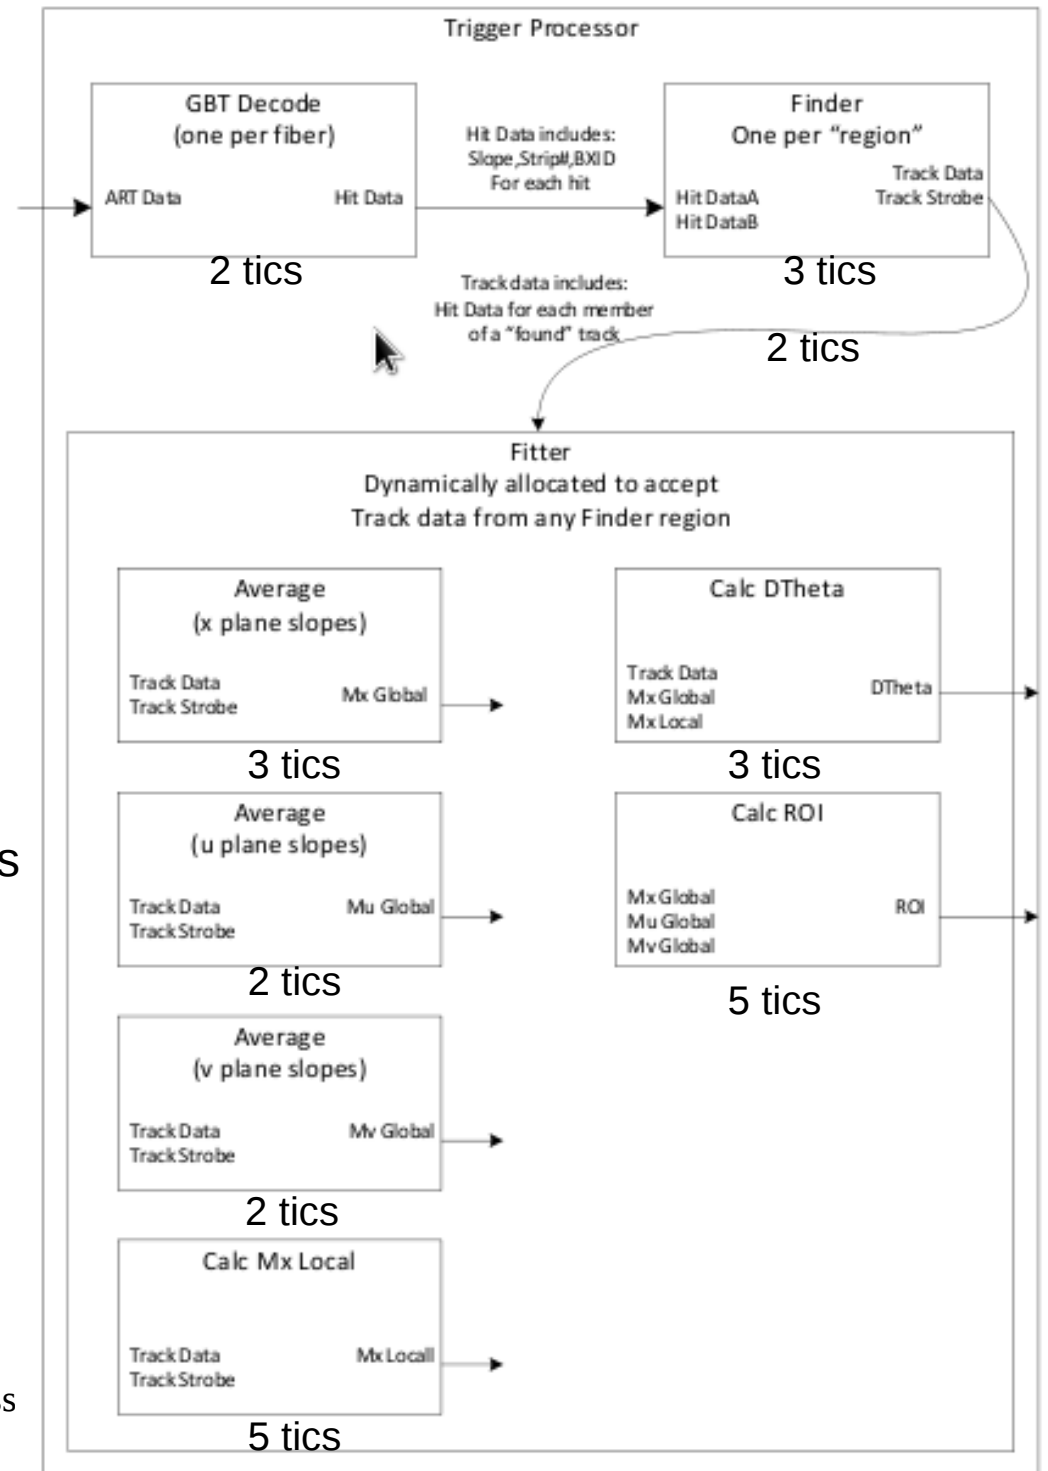 Trigger Processor
GBT Decode
(one per fiber)
ART Data
Hit Data
2 tics
Hit Data includes:
Slope,Strip#,BXID
For each hit
Finder
One per “region”
Track Data
Track Strobe
Hit DataA
Hit DataB
3 tics
Track data includes:
Hit Data for each member
of a “found” track
2 tics
Fitter
Dynamically allocated to accept
Track data from any Finder region
Average
(x plane slopes)
Track Data
Track Strobe
Mx Global
3 tics
Calc DTheta
Track Data
Mx Global
Mx Local
DTheta
3 tics
Average
(u plane slopes)
Track Data
Track Strobe
Mu Global
2 tics
Calc ROI
Mx Global
Mu Global
Mv Global
ROI
5 tics
Average
(v plane slopes)
Track Data
Track Strobe
Mv Global
2 tics
Calc Mx Local
Track Data
Track Strobe
Mx Locall
5 tics